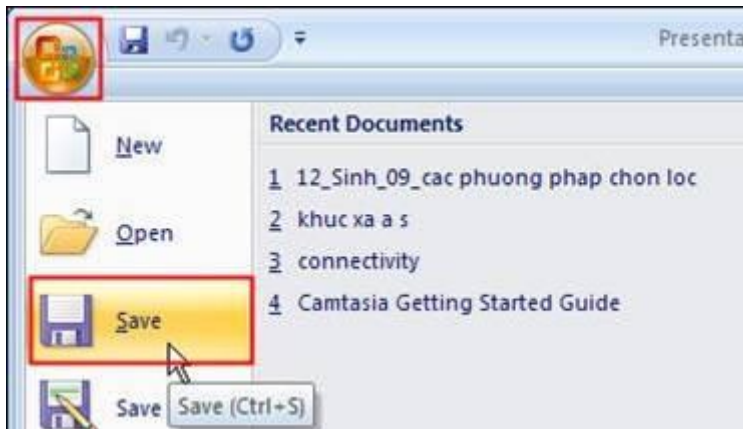 Presenta
New
Open
Save
Save
Save (Ctrl+S)
Recent Documents
1 12_Sinh_09_cac phuong phap chon loc
2 khuc xa a s
3 connectivity
4 Camtasia Getting Started Guide